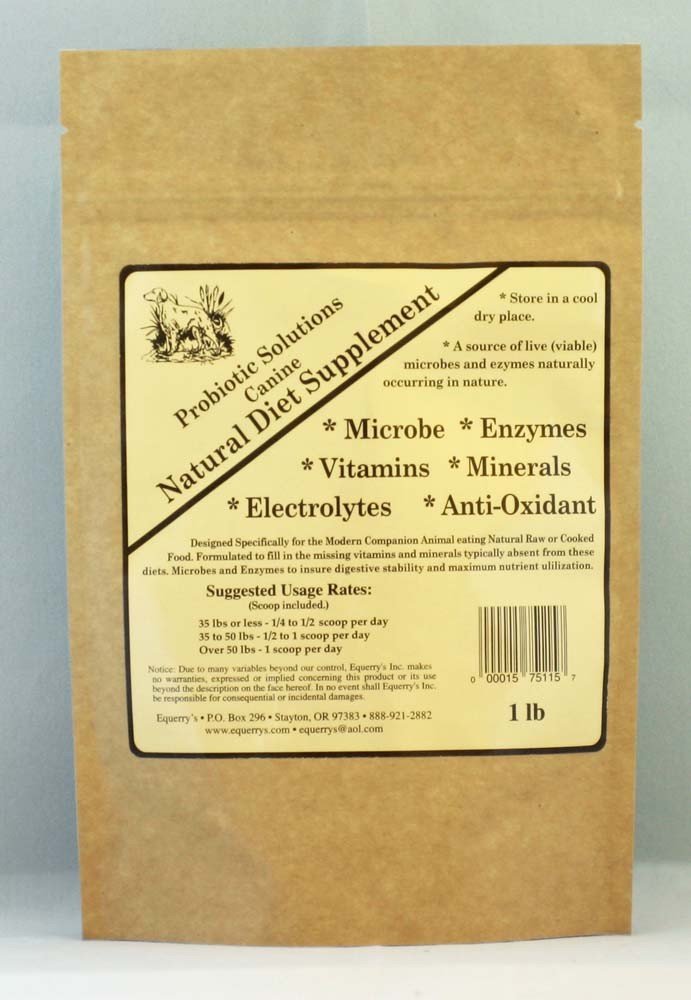 Probiotic Solutions
Canine
Natural Diet Supplement
* Store in a cool
dry place.
* A source of live (viable)
microbes and ezymes naturally
occurring in nature.
* Microbe * Enzymes
* Vitamins * Minerals
* Electrolytes * Anti-Oxidant
Designed Specifically for the Modern Companion Animal eating Natural Raw or Cooked
Food. Formulated to fill in the missing vitamins and minerals typically absent from these
diets. Microbes and Enzymes to insure digestive stability and maximum nutrient ulilization.
Suggested Usage Rates:
(Scoop included.)
35 lbs or less - 1/4 to 1/2 scoop per day
35 to 50 lbs - 1/2 to 1 scoop per day
Over 50 lbs - 1 scoop per day
Notice: Due to many variables beyond our control, Equerry's Inc. makes
no warranties, expressed or implied concerning this product or its use
beyond the description on the face hereof. In no event shall Equerry's Inc.
be responsible for consequential or incidental damages.
Equerry's • P.O. Box 296 • Stayton, OR 97383 • 888-921-2882
www.equerrys.com • equerrys@aol.com
0 00015 75115 7
1 lb